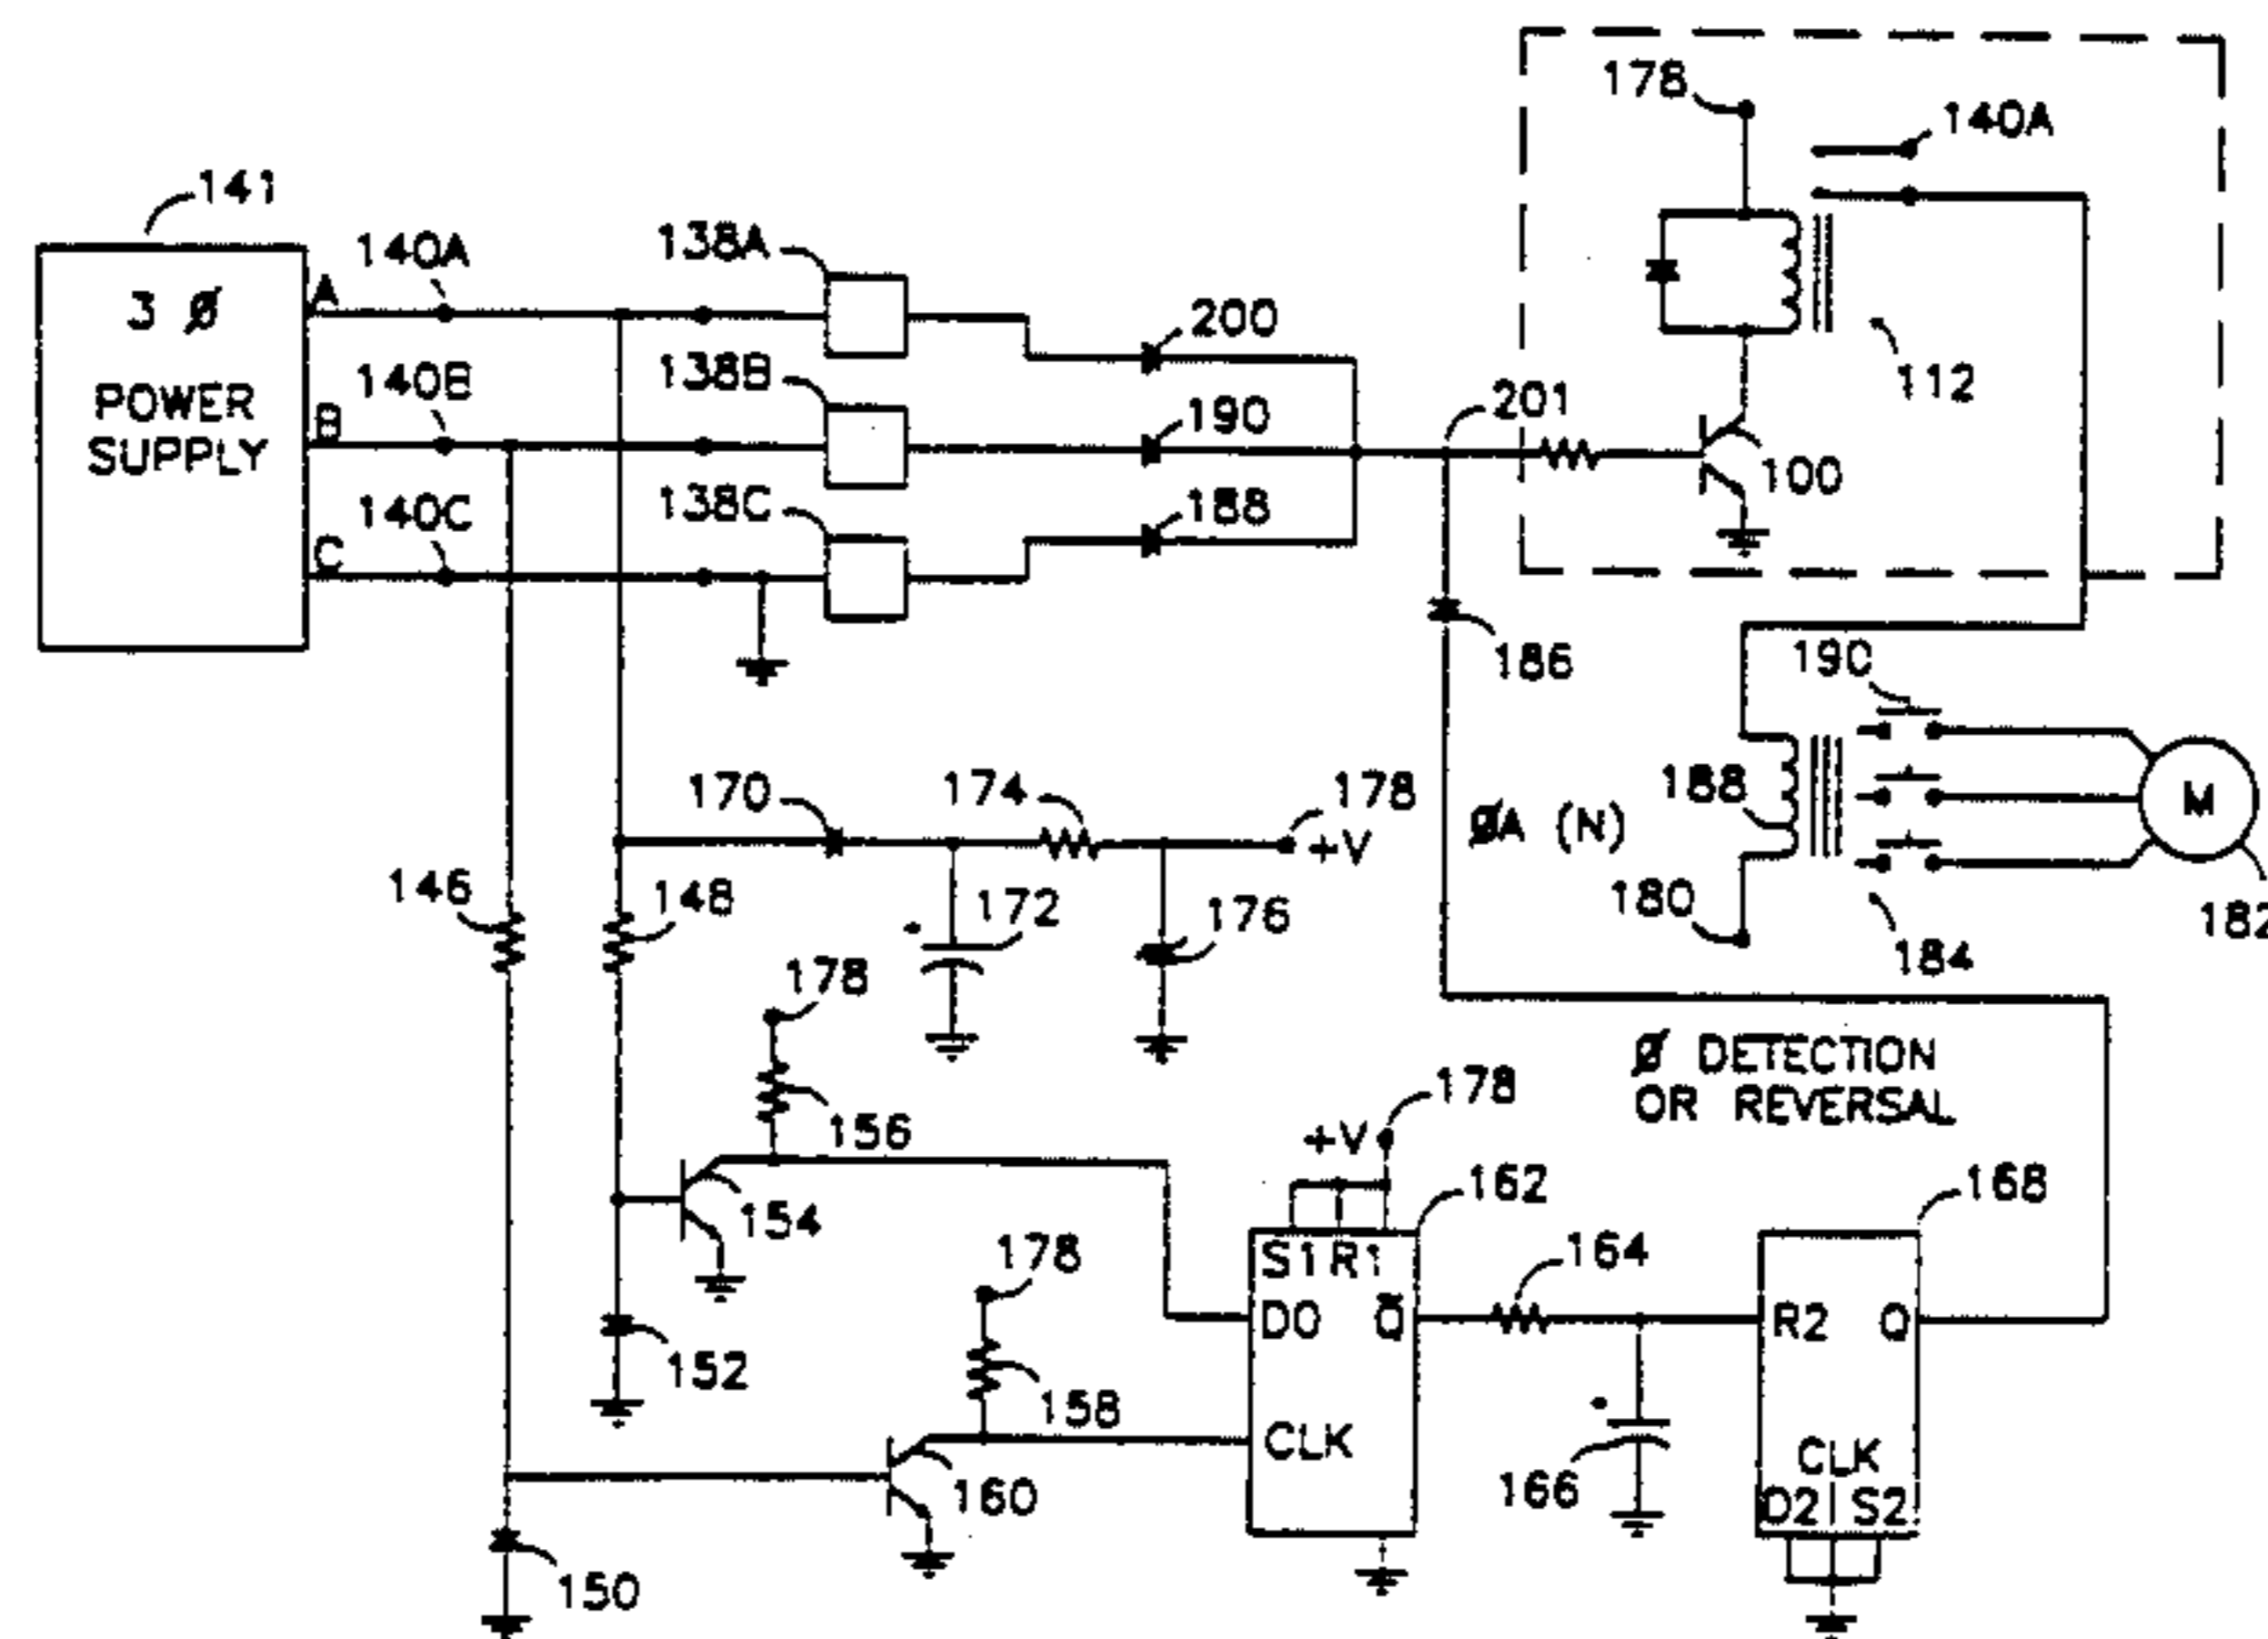 141
3 Ø
POWER
SUPPLY
A
B
C
140A
140B
140C
138A
138B
138C
200
190
188
201
178
140A
112
100
186
190
188
ØA (N)
180
184
M
182
170
174
178
+V
146
148
172
176
178
156
154
152
178
158
160
150
Ø DETECTION
OR REVERSAL
+V
178
162
S1 R1
D0 Q̅
CLK
164
166
168
R2 Q
CLK
D2 S2